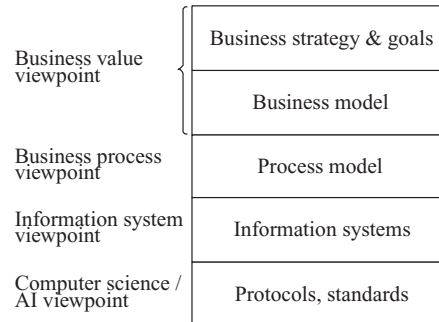 Business value
viewpoint
Business strategy & goals
Business model
Business process
viewpoint
Process model
Information system
viewpoint
Information systems
Computer science /
AI viewpoint
Protocols, standards